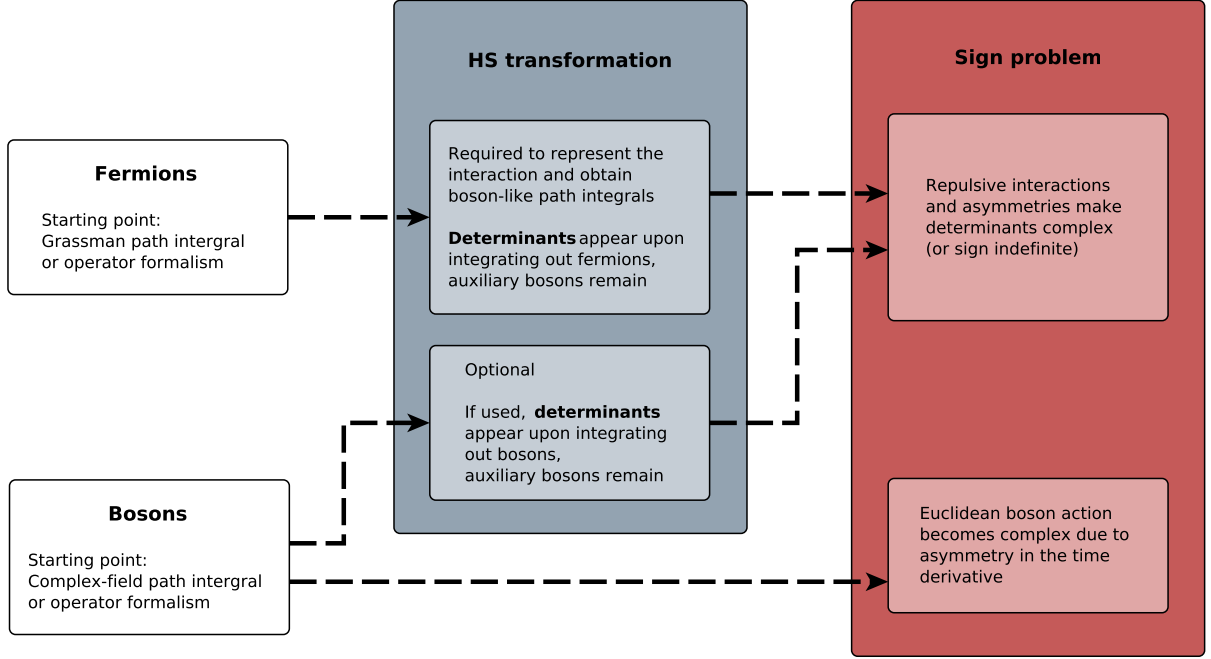 Fermions
Starting point:
Grassman path intergral
or operator formalism
Bosons
Starting point:
Complex-field path intergral
or operator formalism
HS transformation
Required to represent the
interaction and obtain
boson-like path integrals
Determinants appear upon
integrating out fermions,
auxiliary bosons remain
Optional
If used, determinants
appear upon integrating
out bosons,
auxiliary bosons remain
Sign problem
Repulsive interactions
and asymmetries make
determinants complex
(or sign indefinite)
Euclidean boson action
becomes complex due to
asymmetry in the time
derivative